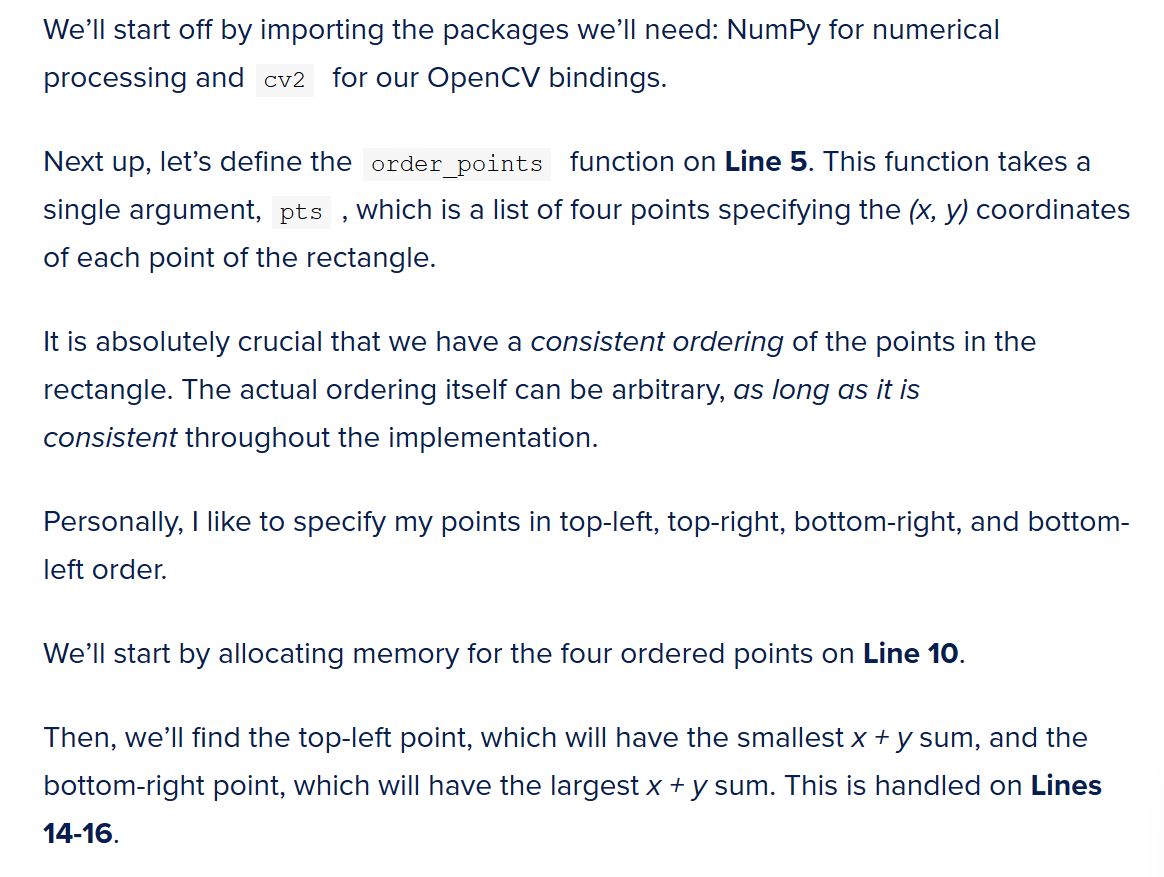 We’ll start off by importing the packages we’ll need: NumPy for numerical
processing and cv2 for our OpenCV bindings.
Next up, let’s define the order_points function on Line 5. This function takes a
single argument, pts , which is a list of four points specifying the (x, y) coordinates
of each point of the rectangle.
It is absolutely crucial that we have a consistent ordering of the points in the
rectangle. The actual ordering itself can be arbitrary, as long as it is
consistent throughout the implementation.
Personally, I like to specify my points in top-left, top-right, bottom-right, and bottom-
left order.
We’ll start by allocating memory for the four ordered points on Line 10.
Then, we’ll find the top-left point, which will have the smallest x + y sum, and the
bottom-right point, which will have the largest x + y sum. This is handled on Lines
14-16.